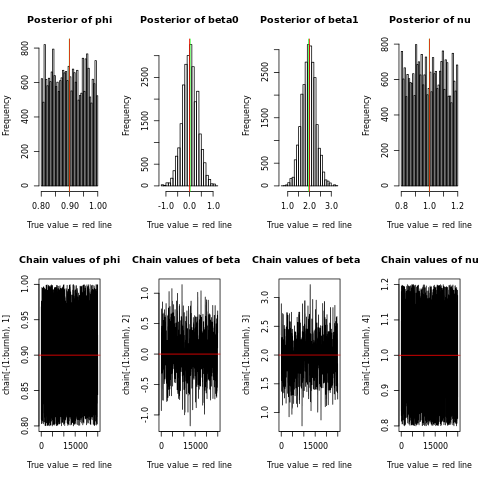 Posterior of phi
Posterior of beta0
Posterior of beta1
Posterior of nu
Frequency
0 200 400 600 800
0.80 0.90 1.00
True value = red line
Frequency
0 500 1500 2500
-1.0 0.0 1.0
True value = red line
Frequency
0 500 1500 2500
1.0 2.0 3.0
True value = red line
Frequency
0 200 400 600 800
0.8 1.0 1.2
True value = red line
Chain values of phi
Chain values of beta
Chain values of beta
Chain values of nu
chain[-(1:burnIn), 1]
0.80 0.85 0.90 0.95 1.00
0 15000
True value = red line
chain[-(1:burnIn), 2]
-1.0 -0.5 0.0 0.5 1.0
0 15000
True value = red line
chain[-(1:burnIn), 3]
1.0 1.5 2.0 2.5 3.0
0 15000
True value = red line
chain[-(1:burnIn), 4]
0.8 0.9 1.0 1.1 1.2
0 15000
True value = red line